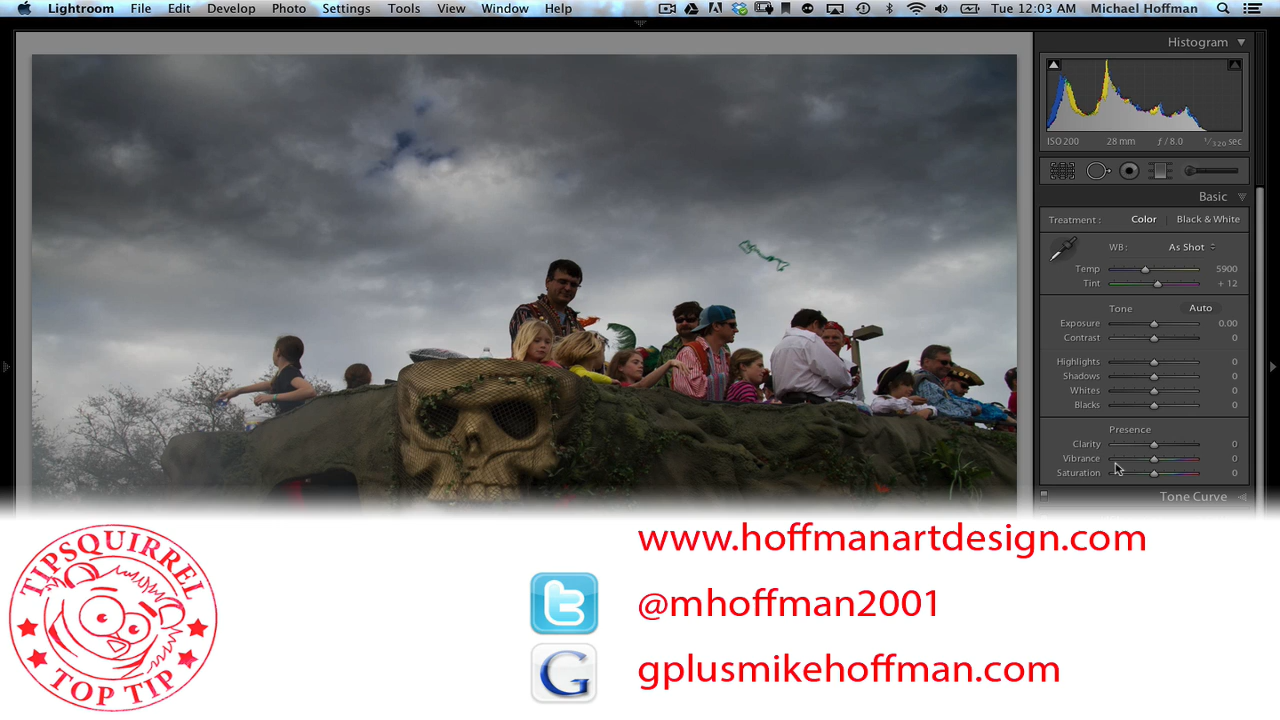 Lightroom File Edit Develop Photo Settings Tools View Window Help Tue 12:03 AM Michael Hoffman
Histogram
ISO 200 28 mm ƒ / 8.0 1/320 sec
Basic
Treatment : Color Black & White
WB: As Shot
Temp 5900
Tint + 12
Tone Auto
Exposure 0.00
Contrast 0
Highlights 0
Shadows 0
Whites 0
Blacks 0
Presence
Clarity 0
Vibrance 0
Saturation 0
Tone Curve
www.hoffmanartdesign.com
@mhoffman2001
gplusmikehoffman.com
TIPSQUIRREL
TOP TIP